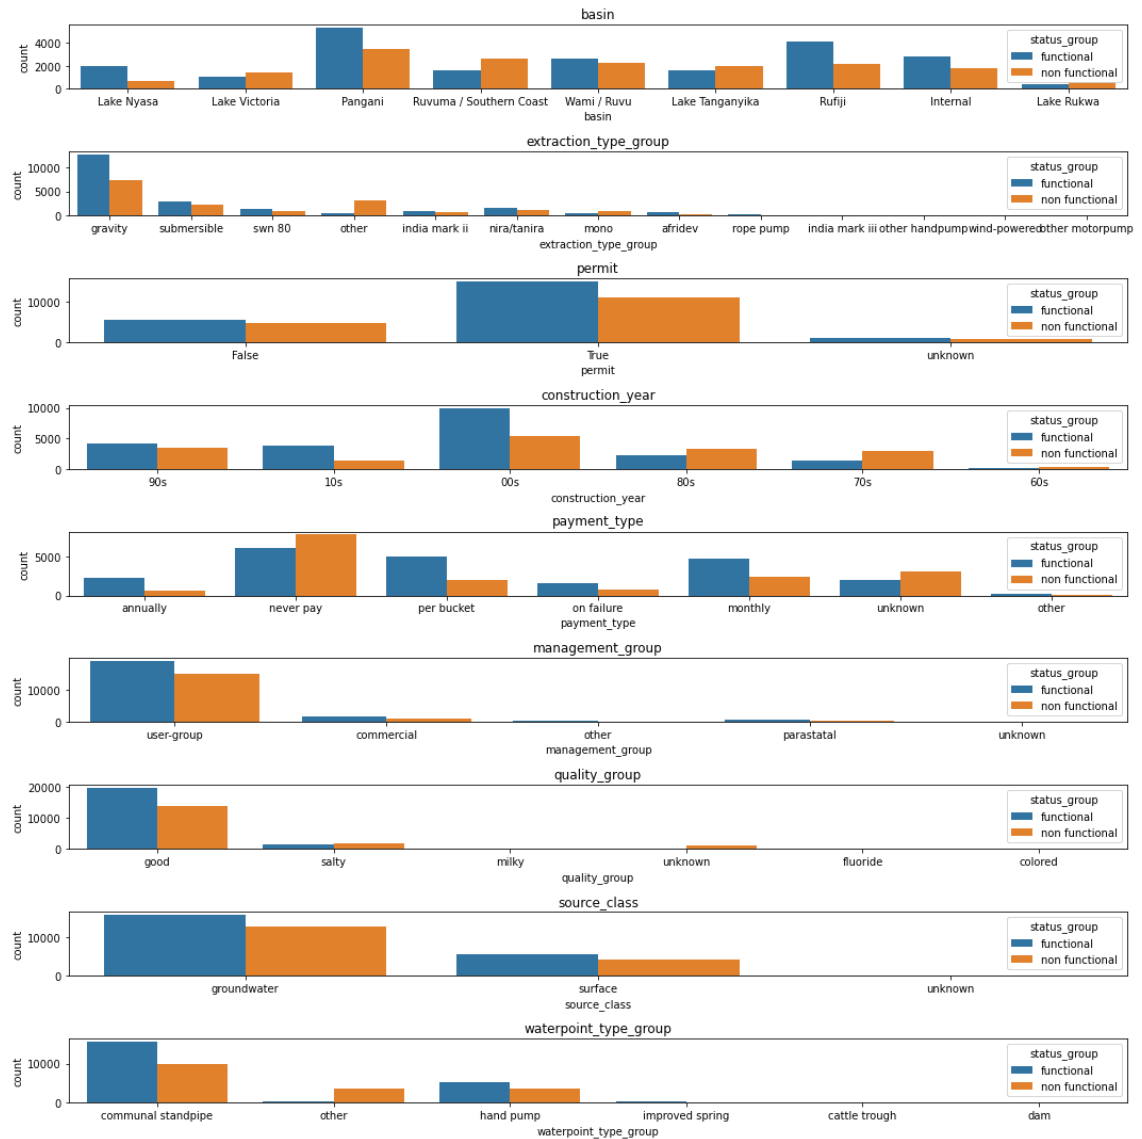 basin
count
4000
2000
0
status_group
functional
non functional
Lake Nyasa Lake Victoria Pangani Ruvuma / Southern Coast Wami / Ruvu Lake Tanganyika Rufiji Internal Lake Rukwa
basin
extraction_type_group
count
10000
5000
0
status_group
functional
non functional
gravity submersible swn 80 other india mark ii nira/tanira mono afridev rope pump india mark iii other handpump wind-powered other motorpump
extraction_type_group
permit
count
10000
0
status_group
functional
non functional
False True unknown
permit
construction_year
count
10000
5000
0
status_group
functional
non functional
90s 10s 00s 80s 70s 60s
construction_year
payment_type
count
5000
0
status_group
functional
non functional
annually never pay per bucket on failure monthly unknown other
payment_type
management_group
count
10000
0
status_group
functional
non functional
user-group commercial other parastatal unknown
management_group
quality_group
count
20000
10000
0
status_group
functional
non functional
good salty milky unknown fluoride colored
quality_group
source_class
count
10000
0
status_group
functional
non functional
groundwater surface unknown
source_class
waterpoint_type_group
count
10000
0
status_group
functional
non functional
communal standpipe other hand pump improved spring cattle trough dam
waterpoint_type_group